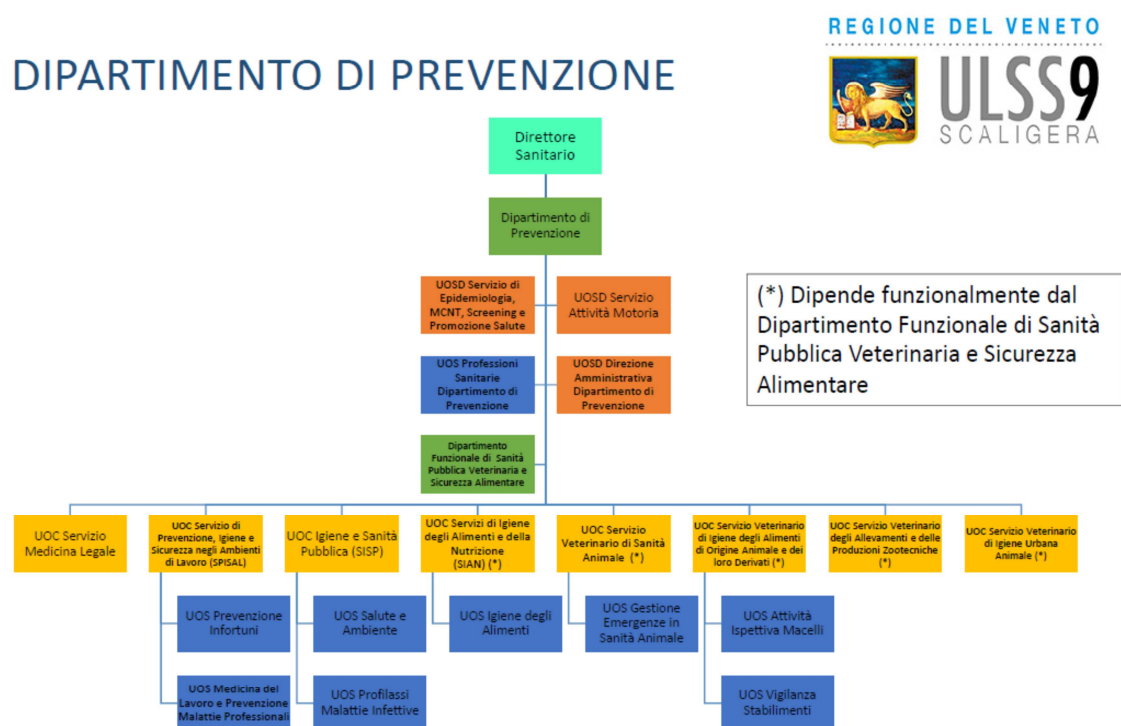 REGIONE DEL VENETO
ULSS9
SCALIGERA
DIPARTIMENTO DI PREVENZIONE
Direttore
Sanitario
Dipartimento di
Prevenzione
UOSD Servizio di
Epidemiologia,
MCNT, Screening e
Promozione Salute
UOSD Servizio
Attività Motoria
(*) Dipende funzionalmente dal
Dipartimento Funzionale di Sanità
Pubblica Veterinaria e Sicurezza
Alimentare
UOS Professioni
Sanitarie
Dipartimento di
Prevenzione
UOSD Direzione
Amministrativa
Dipartimento di
Prevenzione
Dipartimento
Funzionale di Sanità
Pubblica Veterinaria e
Sicurezza Alimentare
UOC Servizio
Medicina Legale
UOC Servizio di
Prevenzione, Igiene e
Sicurezza negli Ambienti
di Lavoro (SPISAL)
UOC Igiene e Sanità
Pubblica (SISP)
UOC Servizi di Igiene
degli Alimenti e della
Nutrizione
(SIAN) (*)
UOC Servizio
Veterinario di Sanità
Animale (*)
UOC Servizio Veterinario
di Igiene degli Alimenti
di Origine Animale e dei
loro Derivati (*)
UOC Servizio Veterinario
degli Allevamenti e delle
Produzioni Zootecniche
(*)
UOC Servizio Veterinario
di Igiene Urbana
Animale (*)
UOS Prevenzione
Infortuni
UOS Salute e
Ambiente
UOS Igiene degli
Alimenti
UOS Gestione
Emergenze in
Sanità Animale
UOS Attività
Ispettiva Macelli
UOS Medicina del
Lavoro e Prevenzione
Malattie Professionali
UOS Profilassi
Malattie Infettive
UOS Vigilanza
Stabilimenti